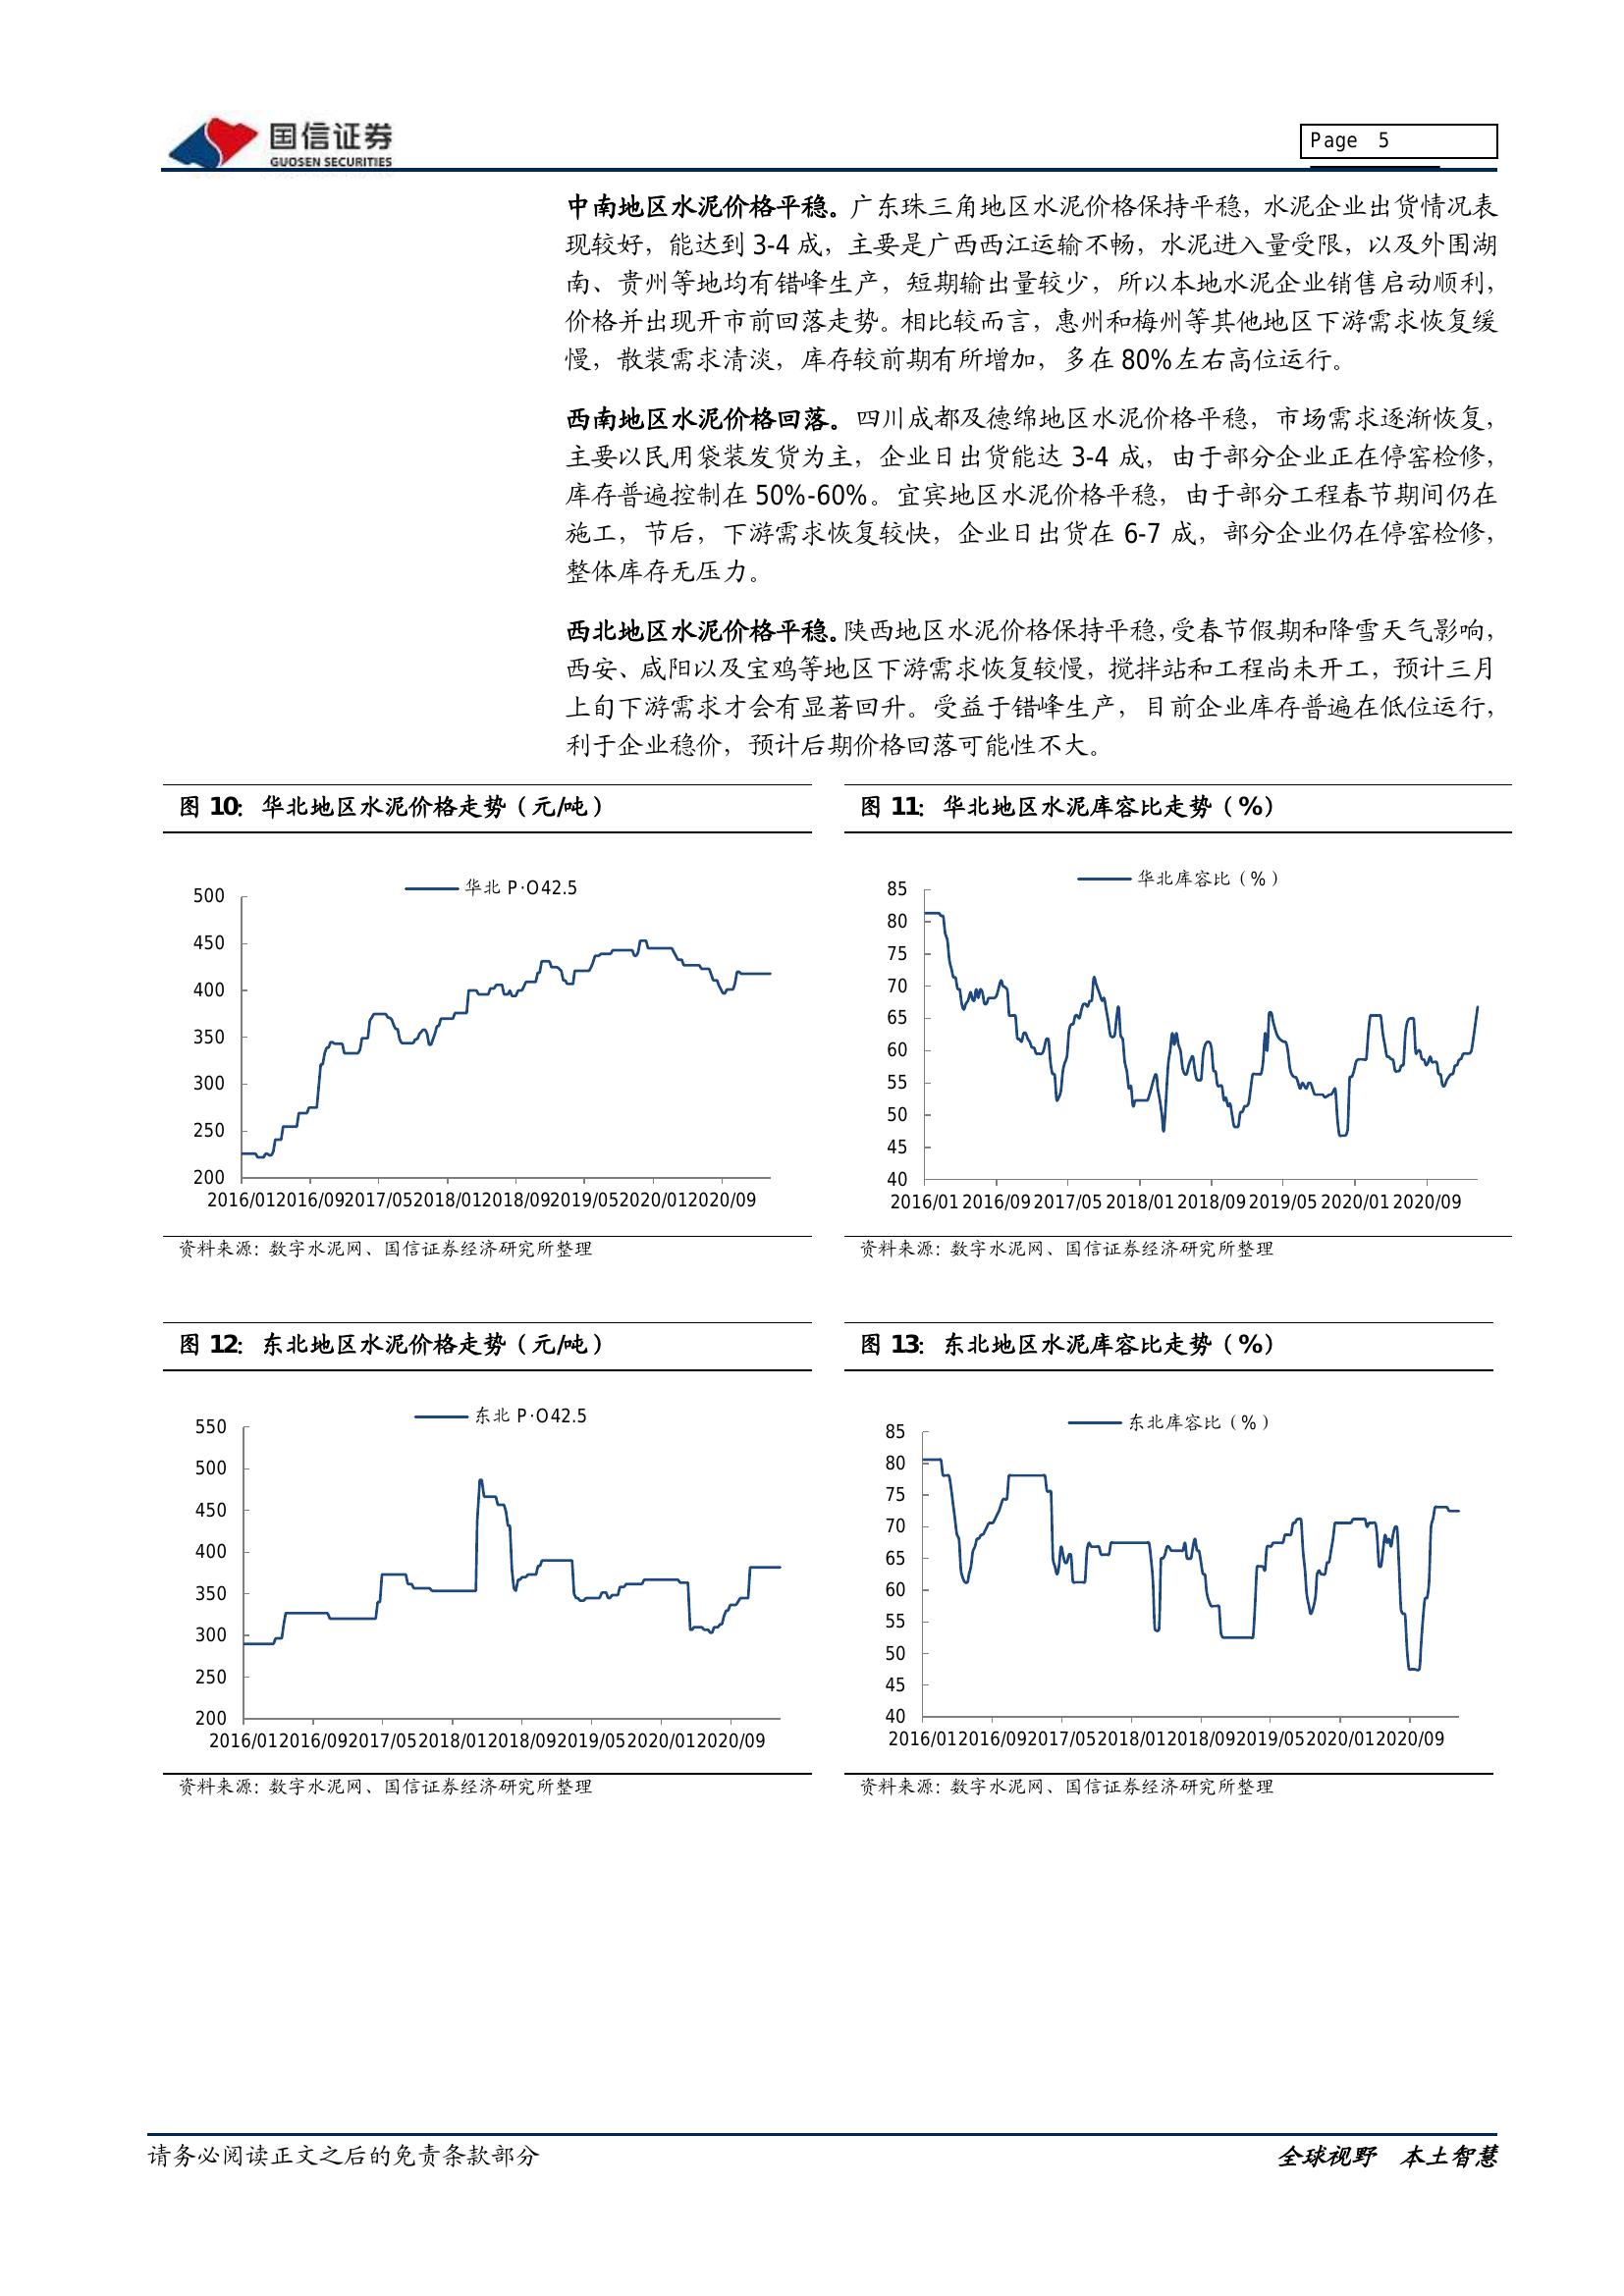 国信证券
GUOSEN SECURITIES
Page 5
中南地区水泥价格平稳。广东珠三角地区水泥价格保持平稳，水泥企业出货情况表
现较好，能达到 3-4 成，主要是广西西江运输不畅，水泥进入量受限，以及外围湖
南、贵州等地均有错峰生产，短期输出量较少，所以本地水泥企业销售启动顺利，
价格并出现开市前回落走势。相比较而言，惠州和梅州等其他地区下游需求恢复缓
慢，散装需求清淡，库存较前期有所增加，多在 80%左右高位运行。
西南地区水泥价格回落。四川成都及德绵地区水泥价格平稳，市场需求逐渐恢复，
主要以民用袋装发货为主，企业日出货能达 3-4 成，由于部分企业正在停窑检修，
库存普遍控制在 50%-60%。宜宾地区水泥价格平稳，由于部分工程春节期间仍在
施工，节后，下游需求恢复较快，企业日出货在 6-7 成，部分企业仍在停窑检修，
整体库存无压力。
西北地区水泥价格平稳。陕西地区水泥价格保持平稳，受春节假期和降雪天气影响，
西安、咸阳以及宝鸡等地区下游需求恢复较慢，搅拌站和工程尚未开工，预计三月
上旬下游需求才会有显著回升。受益于错峰生产，目前企业库存普遍在低位运行，
利于企业稳价，预计后期价格回落可能性不大。
图 10：华北地区水泥价格走势（元/吨）
华北 P·O42.5
500
450
400
350
300
250
200
2016/01 2016/09 2017/05 2018/01 2018/09 2019/05 2020/01 2020/09
资料来源：数字水泥网、国信证券经济研究所整理
图 11：华北地区水泥库容比走势（%）
华北库容比（%）
85
80
75
70
65
60
55
50
45
40
2016/01 2016/09 2017/05 2018/01 2018/09 2019/05 2020/01 2020/09
资料来源：数字水泥网、国信证券经济研究所整理
图 12：东北地区水泥价格走势（元/吨）
东北 P·O42.5
550
500
450
400
350
300
250
200
2016/01 2016/09 2017/05 2018/01 2018/09 2019/05 2020/01 2020/09
资料来源：数字水泥网、国信证券经济研究所整理
图 13：东北地区水泥库容比走势（%）
东北库容比（%）
85
80
75
70
65
60
55
50
45
40
2016/01 2016/09 2017/05 2018/01 2018/09 2019/05 2020/01 2020/09
资料来源：数字水泥网、国信证券经济研究所整理
请务必阅读正文之后的免责条款部分
全球视野 本土智慧